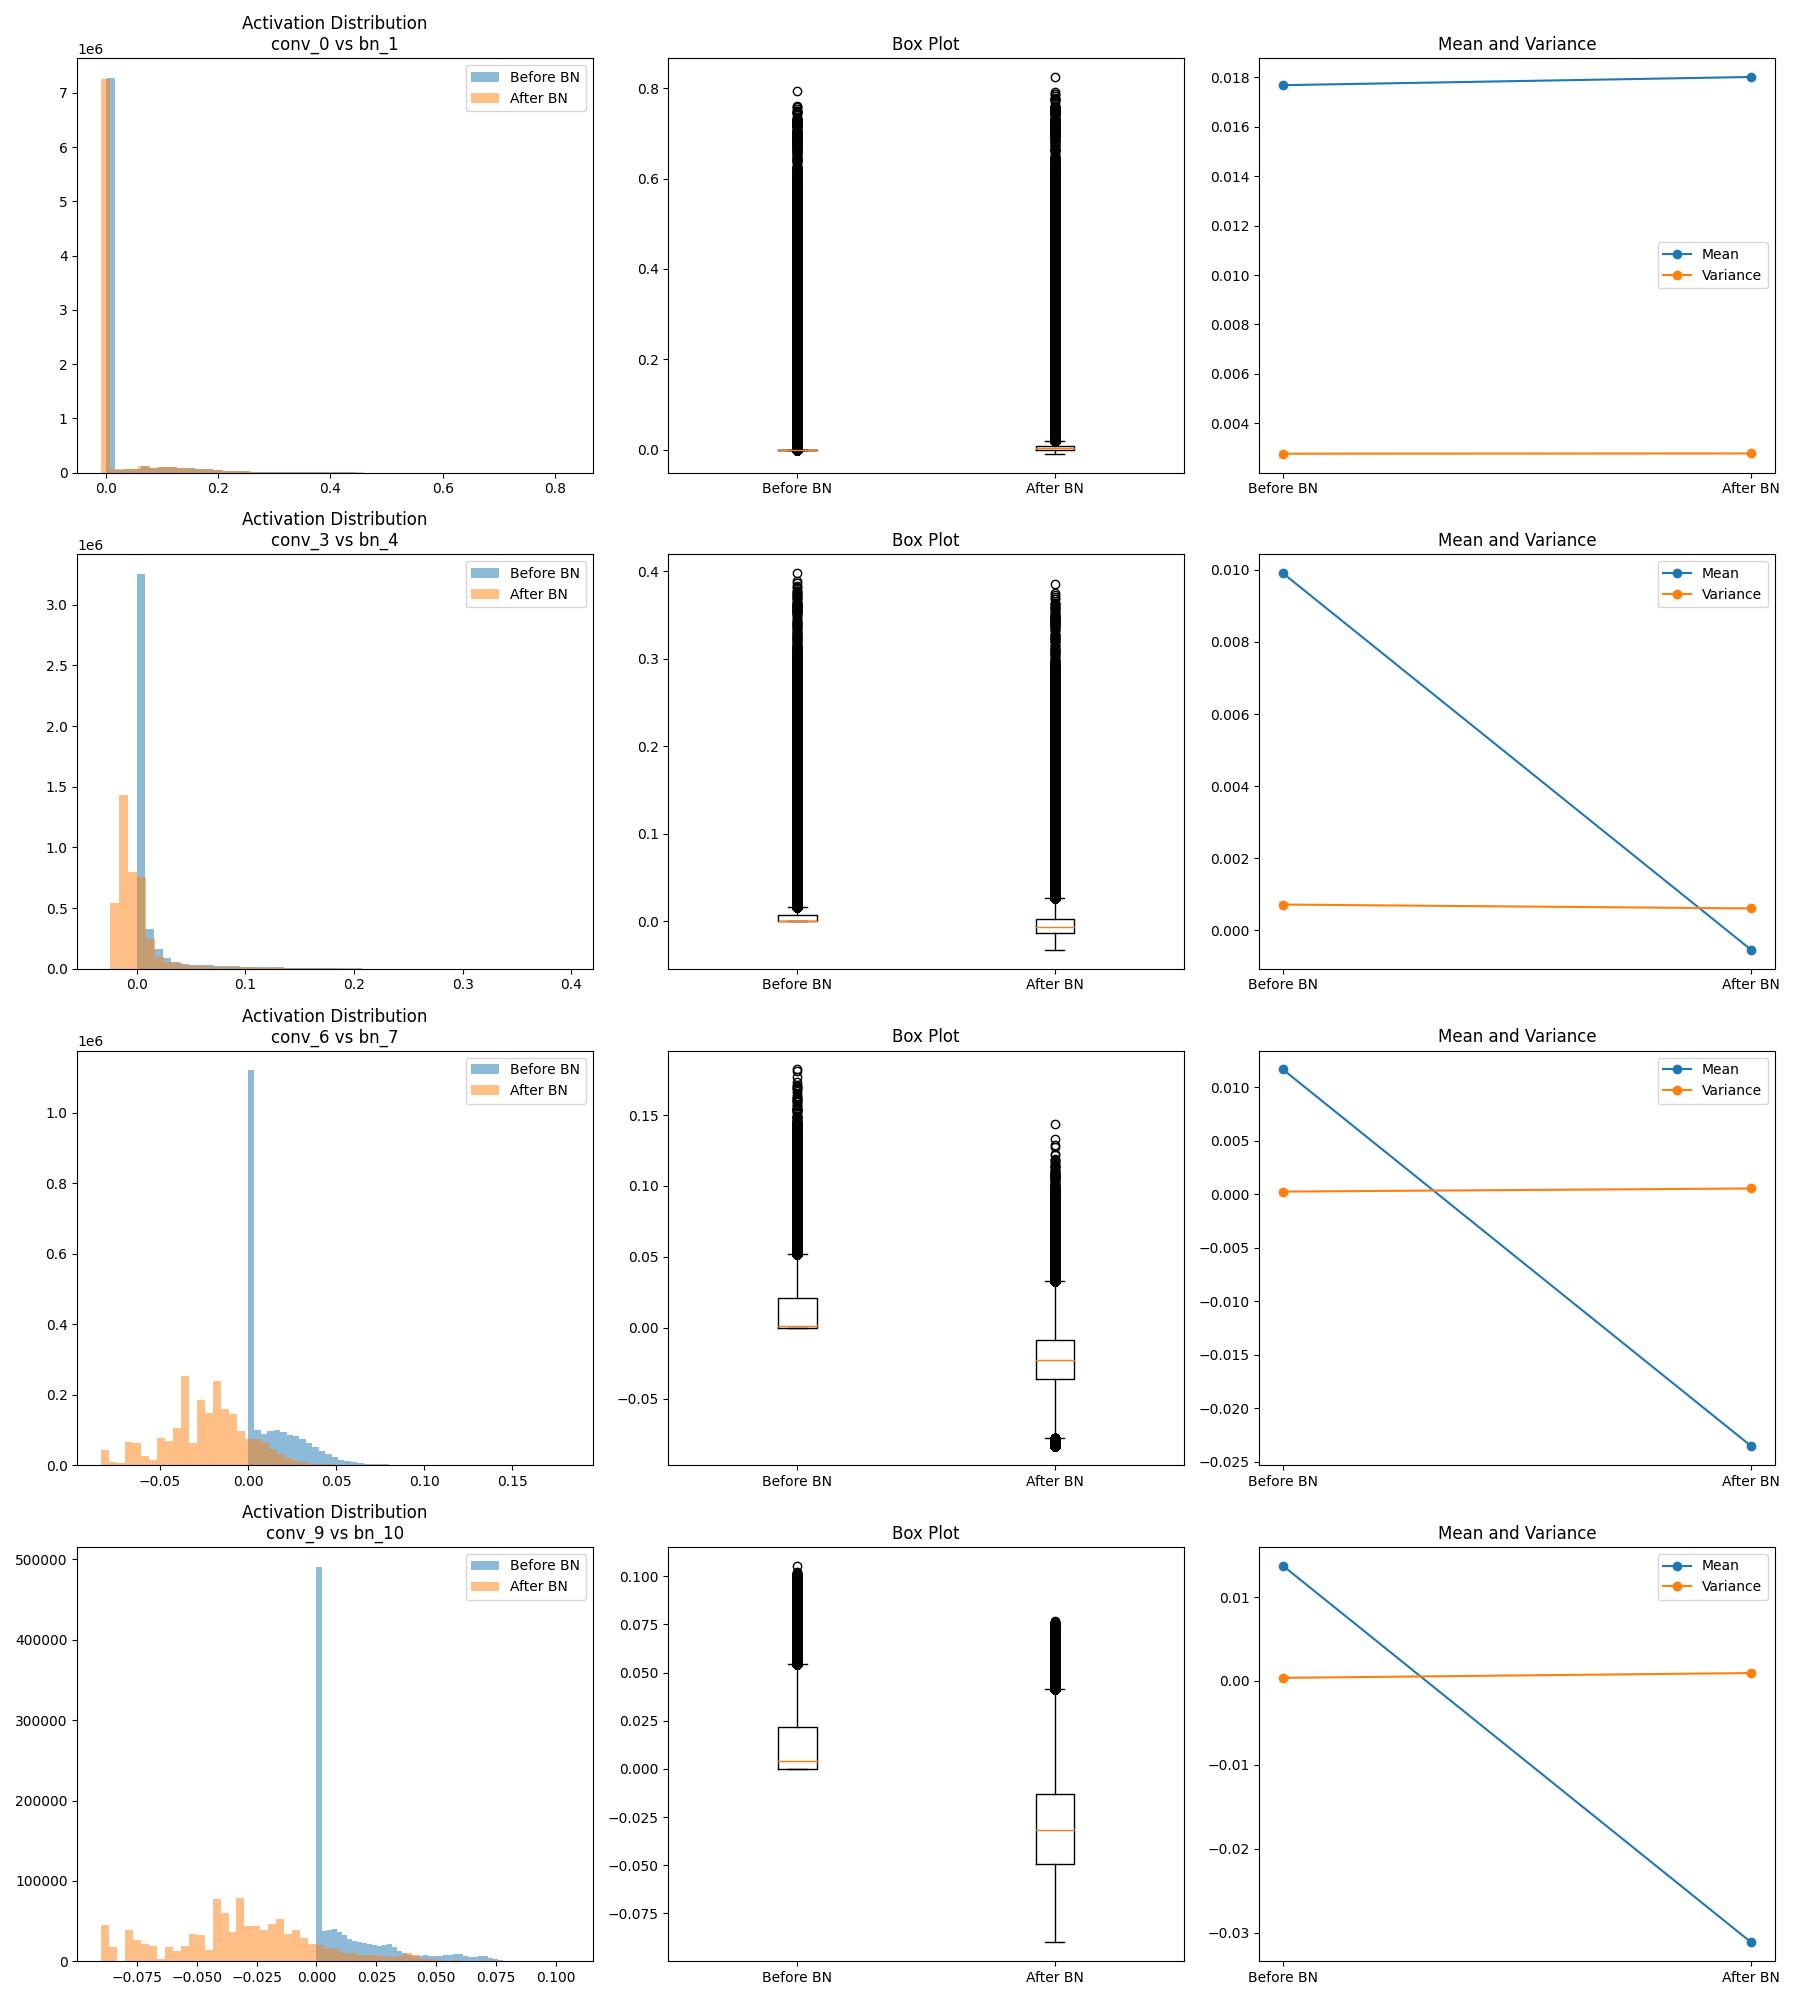 Activation Distribution
conv_0 vs bn_1
1e6
7
6
5
4
3
2
1
0
0.0 0.2 0.4 0.6 0.8
Before BN
After BN
Box Plot
0.8
0.6
0.4
0.2
0.0
Before BN After BN
Mean and Variance
0.018
0.016
0.014
0.012
0.010
0.008
0.006
0.004
Before BN After BN
Mean
Variance
Activation Distribution
conv_3 vs bn_4
1e6
3.0
2.5
2.0
1.5
1.0
0.5
0.0
0.0 0.1 0.2 0.3 0.4
Before BN
After BN
Box Plot
0.4
0.3
0.2
0.1
0.0
Before BN After BN
Mean and Variance
0.010
0.008
0.006
0.004
0.002
0.000
Before BN After BN
Mean
Variance
Activation Distribution
conv_6 vs bn_7
1e6
1.0
0.8
0.6
0.4
0.2
0.0
−0.05 0.00 0.05 0.10 0.15
Before BN
After BN
Box Plot
0.15
0.10
0.05
0.00
−0.05
Before BN After BN
Mean and Variance
0.010
0.005
0.000
−0.005
−0.010
−0.015
−0.020
−0.025
Before BN After BN
Mean
Variance
Activation Distribution
conv_9 vs bn_10
500000
400000
300000
200000
100000
0
−0.075 −0.050 −0.025 0.000 0.025 0.050 0.075 0.100
Before BN
After BN
Box Plot
0.100
0.075
0.050
0.025
0.000
−0.025
−0.050
−0.075
Before BN After BN
Mean and Variance
0.01
0.00
−0.01
−0.02
−0.03
Before BN After BN
Mean
Variance